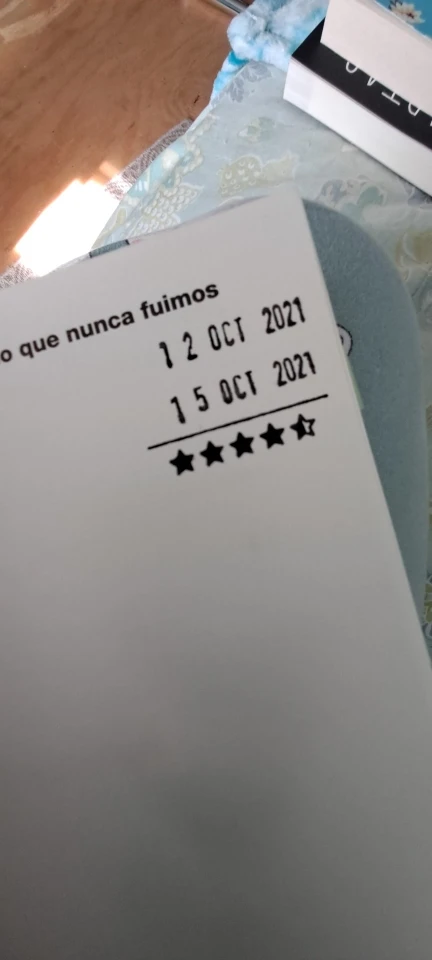 o que nunca fuimos
12 OCT 2021
15 OCT 2021